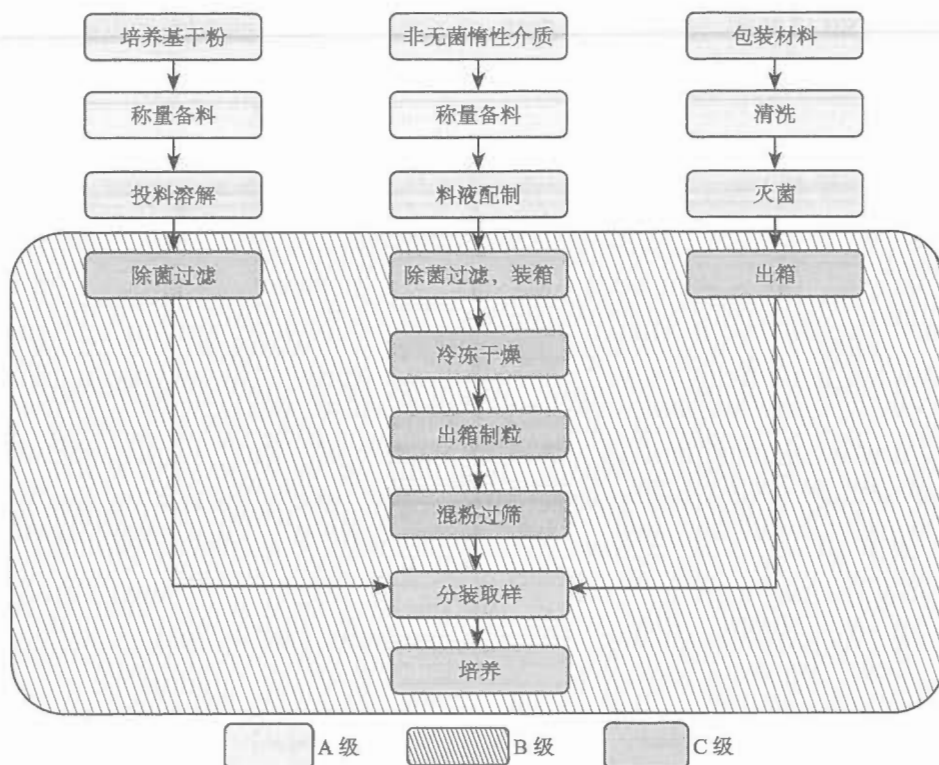 培养基干粉
非无菌惰性介质
包装材料
称量备料
称量备料
清洗
投料溶解
料液配制
灭菌
除菌过滤
除菌过滤,装箱
出箱
冷冻干燥
出箱制粒
混粉过筛
分装取样
培养
A级
B级
C级